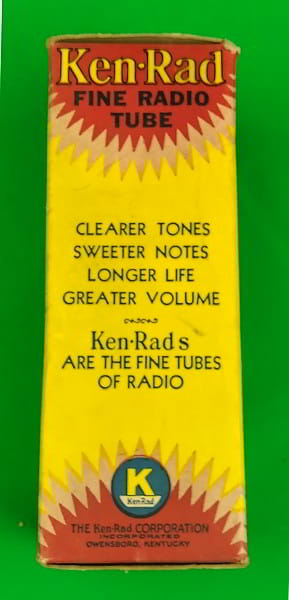 Ken-Rad
FINE RADIO
TUBE
CLEARER TONES
SWEETER NOTES
LONGER LIFE
GREATER VOLUME
Ken-Rads
ARE THE FINE TUBES
OF RADIO
K
Ken-Rad
THE Ken-Rad CORPORATION
INCORPORATED
OWENSBORO, KENTUCKY